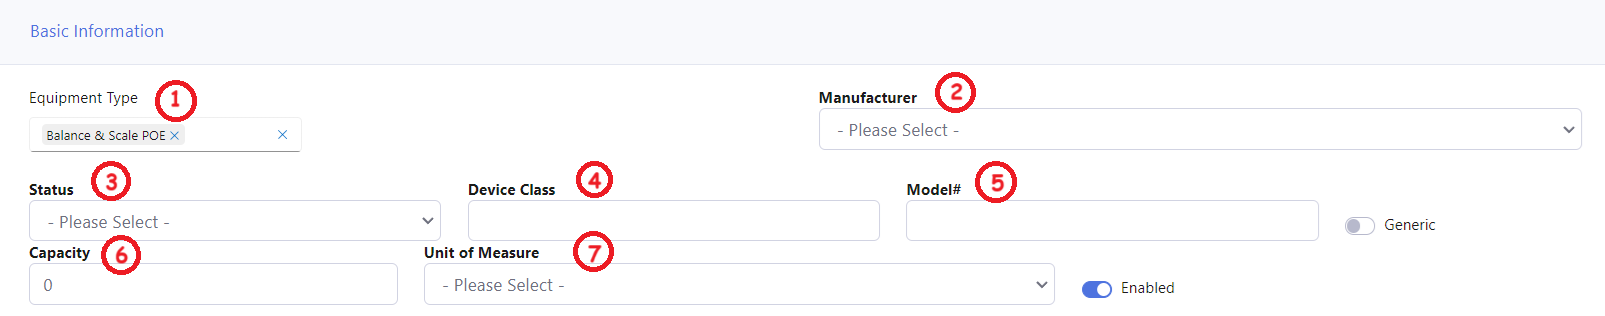 Basic Information
Equipment Type 1
Manufacturer 2
Balance & Scale POE × ×
- Please Select -
Status 3
Device Class 4
Model# 5
- Please Select -
Generic
Capacity 6
Unit of Measure 7
0
- Please Select -
Enabled